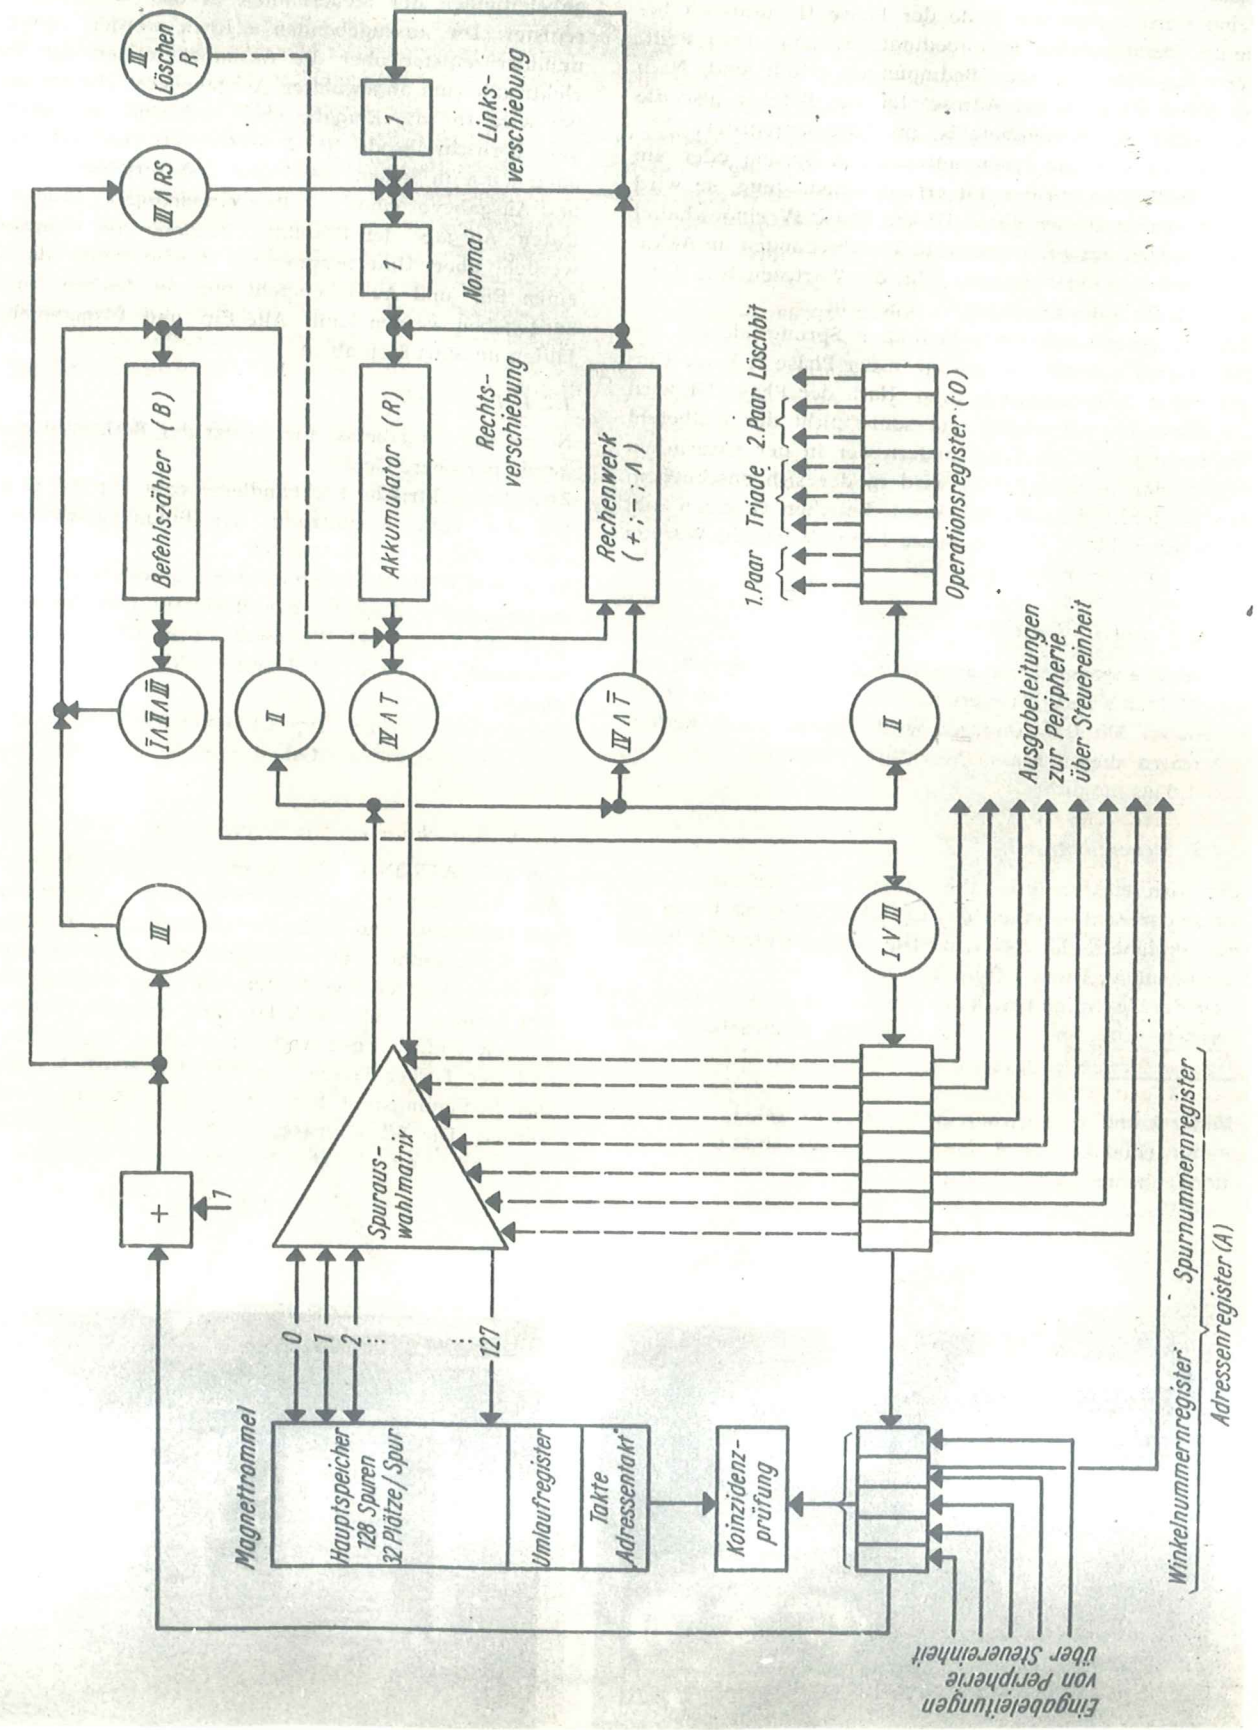 Magnettrommel
Hauptspeicher
128 Spuren
32 Plätze / Spur
Umlaufregister
Takte
Adressentakt
Koinzidenz-
prüfung
Eingabeleitungen
von Peripherie
über Steuereinheit
0
1
2
⋮
⋮
127
Spuraus-
wahlmatrix
+
1
III
Winkelnummernregister
Spurnummernregister
Adressenregister (A)
I V III
Ausgabeleitungen
zur Peripherie
über Steuereinheit
Ī Λ II̅ Λ III̅
II
IV Λ T
IV Λ T̅
II
Befehlszähler (B)
Akkumulator (R)
Rechenwerk
( + ; – ; Λ )
Operationsregister (O)
1.Paar
Triade
2.Paar
Löschbit
Rechts-
verschiebung
Normal
Links-
verschiebung
1
1
III Λ RS
III
Löschen
R